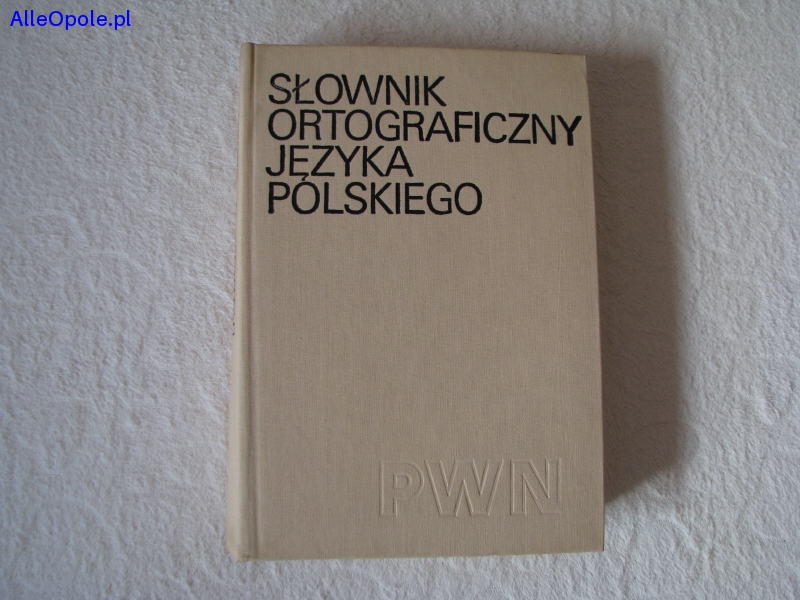 AlleOpole.pl
SŁOWNIK
ORTOGRAFICZNY
JĘZYKA
POLSKIEGO
PWN